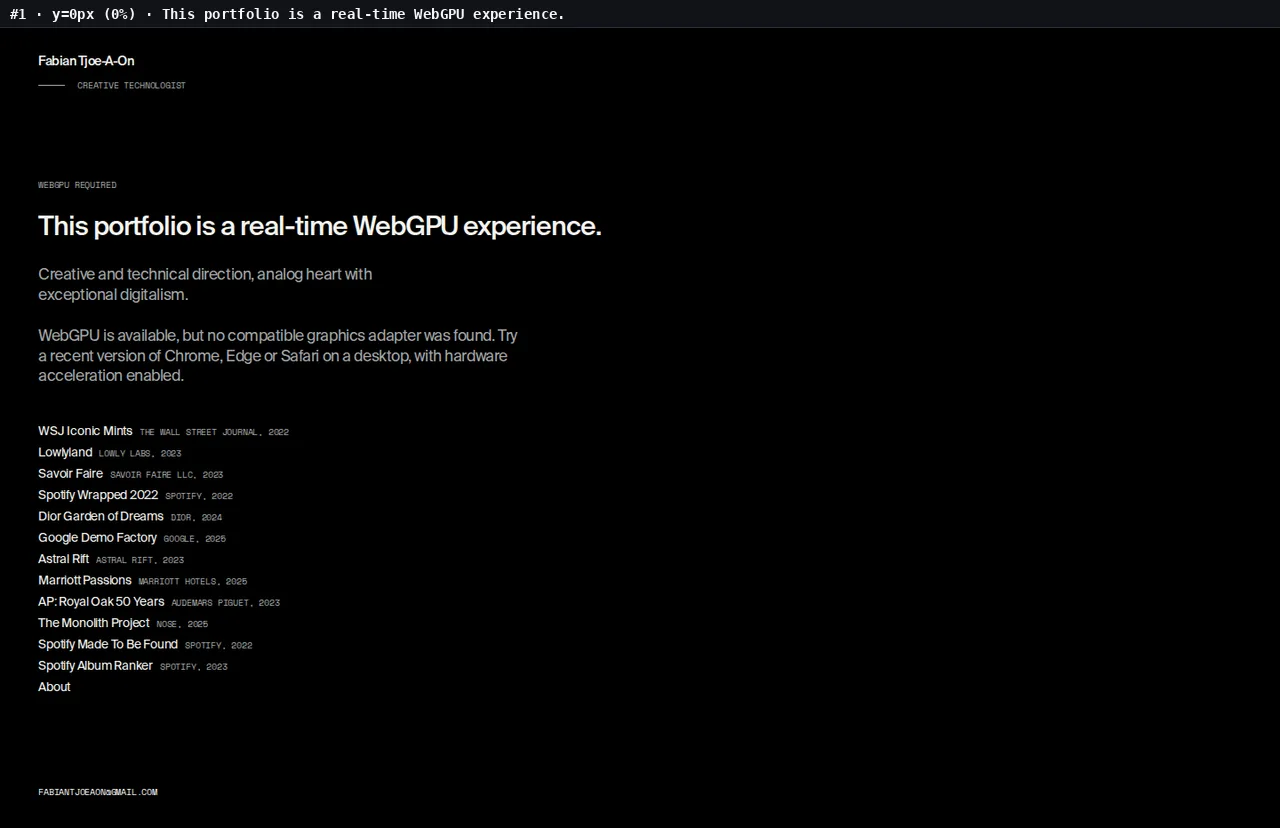 #1 · y=0px (0%) · This portfolio is a real-time WebGPU experience.
Fabian Tjoe-A-On
CREATIVE TECHNOLOGIST
WEBGPU REQUIRED
This portfolio is a real-time WebGPU experience.
Creative and technical direction, analog heart with
exceptional digitalism.
WebGPU is available, but no compatible graphics adapter was found. Try
a recent version of Chrome, Edge or Safari on a desktop, with hardware
acceleration enabled.
WSJ Iconic Mints THE WALL STREET JOURNAL, 2022
Lowlyland LOWLY LABS, 2023
Savoir Faire SAVOIR FAIRE LLC, 2023
Spotify Wrapped 2022 SPOTIFY, 2022
Dior Garden of Dreams DIOR, 2024
Google Demo Factory GOOGLE, 2025
Astral Rift ASTRAL RIFT, 2023
Marriott Passions MARRIOTT HOTELS, 2025
AP: Royal Oak 50 Years AUDEMARS PIGUET, 2023
The Monolith Project NOSE, 2025
Spotify Made To Be Found SPOTIFY, 2022
Spotify Album Ranker SPOTIFY, 2023
About
FABIANTJOEAON@GMAIL.COM